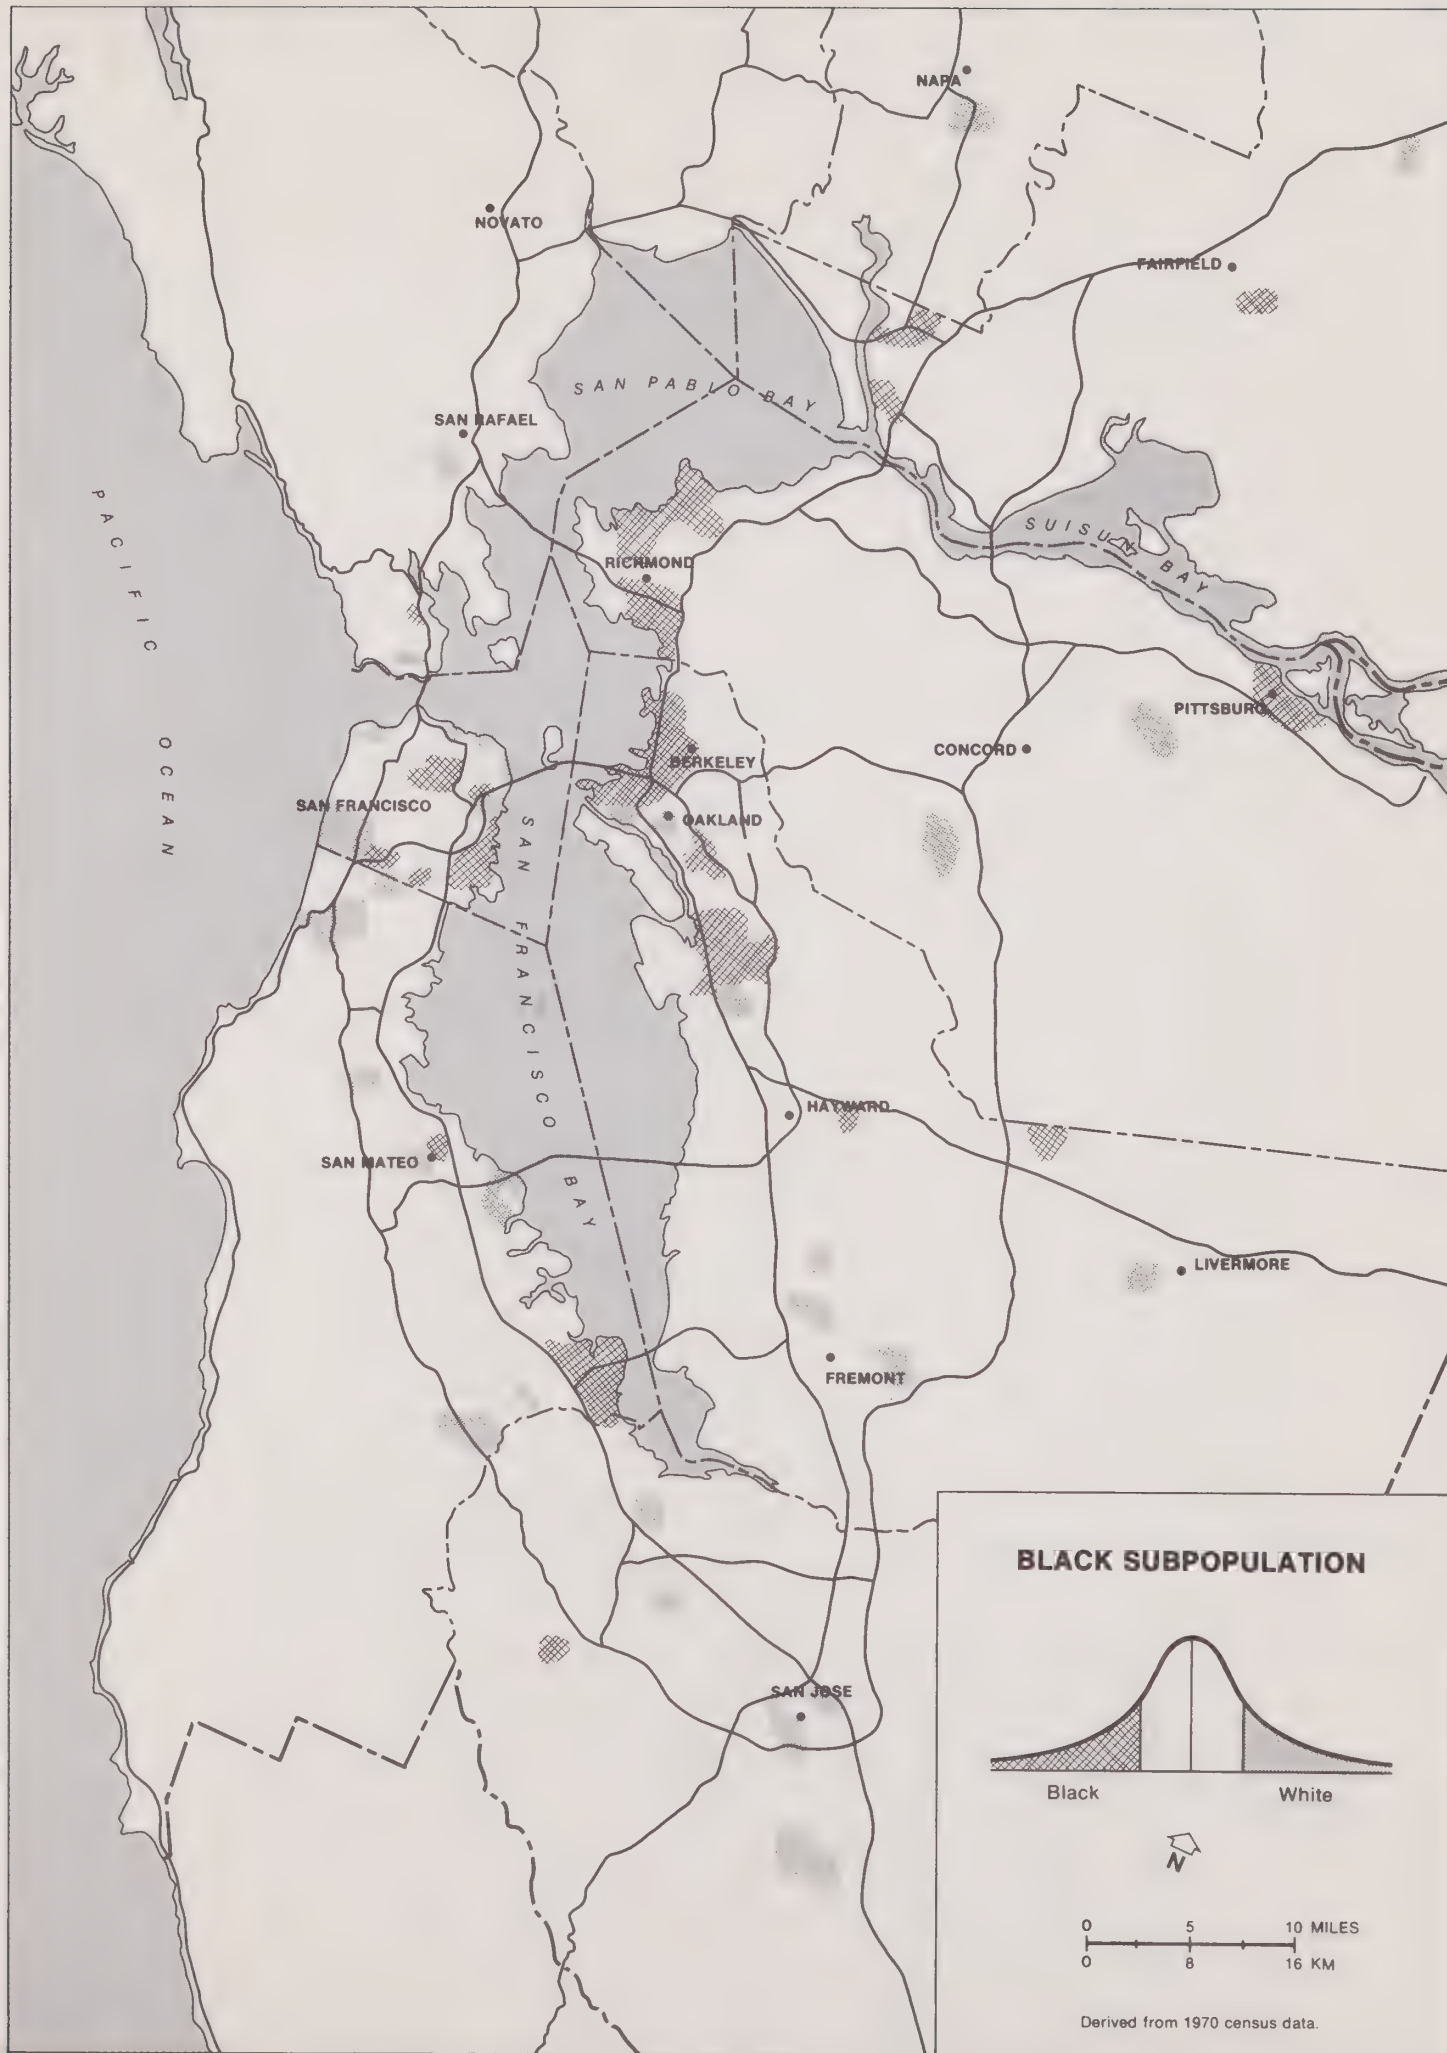 NAPA
NOVATO
FAIRFIELD
SAN PABLO BAY
SAN RAFAEL
PACIFIC OCEAN
SUISUN BAY
RICHMOND
PITTSBURG
CONCORD
BERKELEY
SAN FRANCISCO
OAKLAND
SAN FRANCISCO BAY
HAYWARD
SAN MATEO
LIVERMORE
FREMONT
SAN JOSE
BLACK SUBPOPULATION
Black White
N
0 5 10 MILES
0 8 16 KM
Derived from 1970 census data.